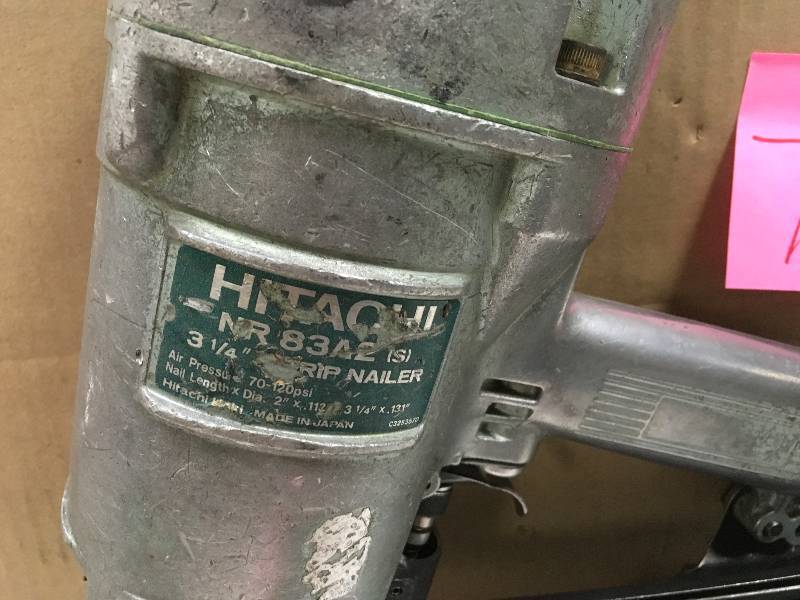 HITACHI
NR 83A2 (S)
3 1/4" STRIP NAILER
Air Pressure 70-120psi
Nail Length x Dia. 2" x .113" 3 1/4" x .131"
Hitachi Koki MADE IN JAPAN